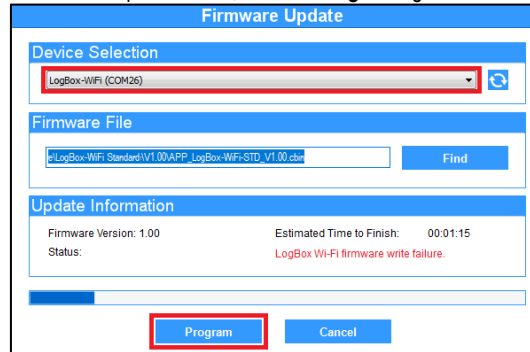 Firmware Update
Device Selection
LogBox-WiFi (COM26)
Firmware File
e\LogBox-WiFi Standard\V1.00\APP_LogBox-WiFi-STD_V1.00.cbin
Find
Update Information
Firmware Version: 1.00 Estimated Time to Finish: 00:01:15
Status: LogBox Wi-Fi firmware write failure.
Program Cancel